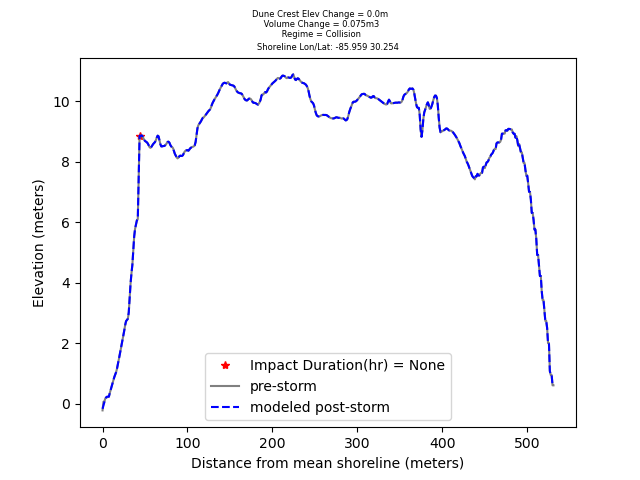 Dune Crest Elev Change = 0.0m
Volume Change = 0.075m3
Regime = Collision
Shoreline Lon/Lat: -85.959 30.254
10
8
6
4
2
0
Elevation (meters)
Impact Duration(hr) = None
pre-storm
modeled post-storm
0 100 200 300 400 500
Distance from mean shoreline (meters)